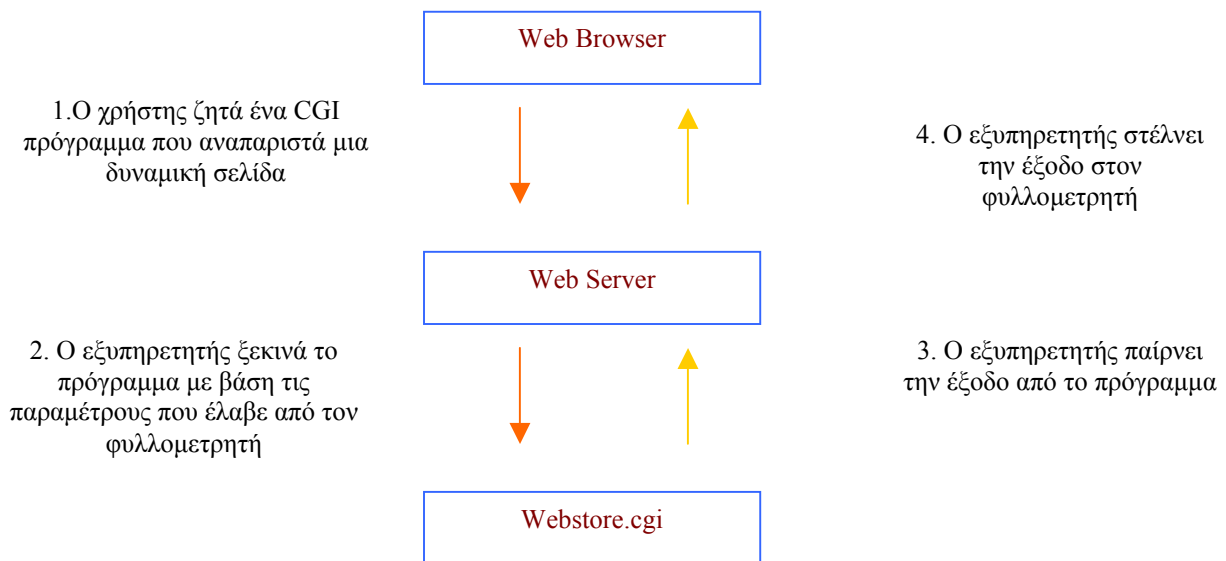 Web Browser
1.Ο χρήστης ζητά ένα CGI
πρόγραμμα που αναπαριστά μια
δυναμική σελίδα
4. Ο εξυπηρετητής στέλνει
την έξοδο στον
φυλλομετρητή
Web Server
2. Ο εξυπηρετητής ξεκινά το
πρόγραμμα με βάση τις
παραμέτρους που έλαβε από τον
φυλλομετρητή
3. Ο εξυπηρετητής παίρνει
την έξοδο από το πρόγραμμα
Webstore.cgi